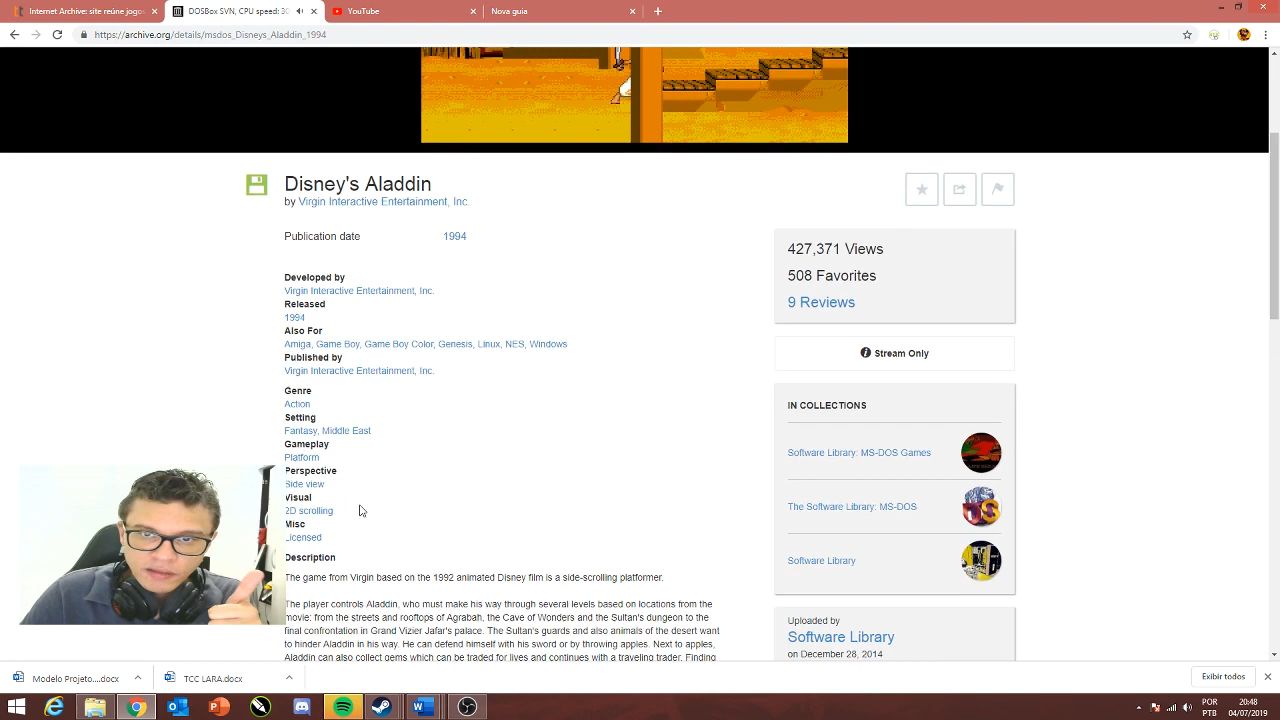 Internet Archive: site reúne jogos
DOSBox SVN, CPU speed: 30
YouTube
Nova guia
https://archive.org/details/msdos_Disneys_Aladdin_1994
Disney's Aladdin
by Virgin Interactive Entertainment, Inc.
Publication date 1994
Developed by
Virgin Interactive Entertainment, Inc.
Released
1994
Also For
Amiga, Game Boy, Game Boy Color, Genesis, Linux, NES, Windows
Published by
Virgin Interactive Entertainment, Inc.
Genre
Action
Setting
Fantasy, Middle East
Gameplay
Platform
Perspective
Side view
Visual
2D scrolling
Misc
Licensed
Description
The game from Virgin based on the 1992 animated Disney film is a side-scrolling platformer.
The player controls Aladdin, who must make his way through several levels based on locations from the
movie: from the streets and rooftops of Agrabah, the Cave of Wonders and the Sultan's dungeon to the
final confrontation in Grand Vizier Jafar's palace. The Sultan's guards and also animals of the desert want
to hinder Aladdin in his way. He can defend himself with his sword or by throwing apples. Next to apples,
Aladdin can also collect gems which can be traded for lives and continues with a traveling trader. Finding
427,371 Views
508 Favorites
9 Reviews
Stream Only
IN COLLECTIONS
Software Library: MS-DOS Games
The Software Library: MS-DOS
Software Library
Uploaded by
Software Library
on December 28, 2014
Modelo Projeto....docx
TCC LARA.docx
Exibir todos
POR
PTB
20:48
04/07/2019